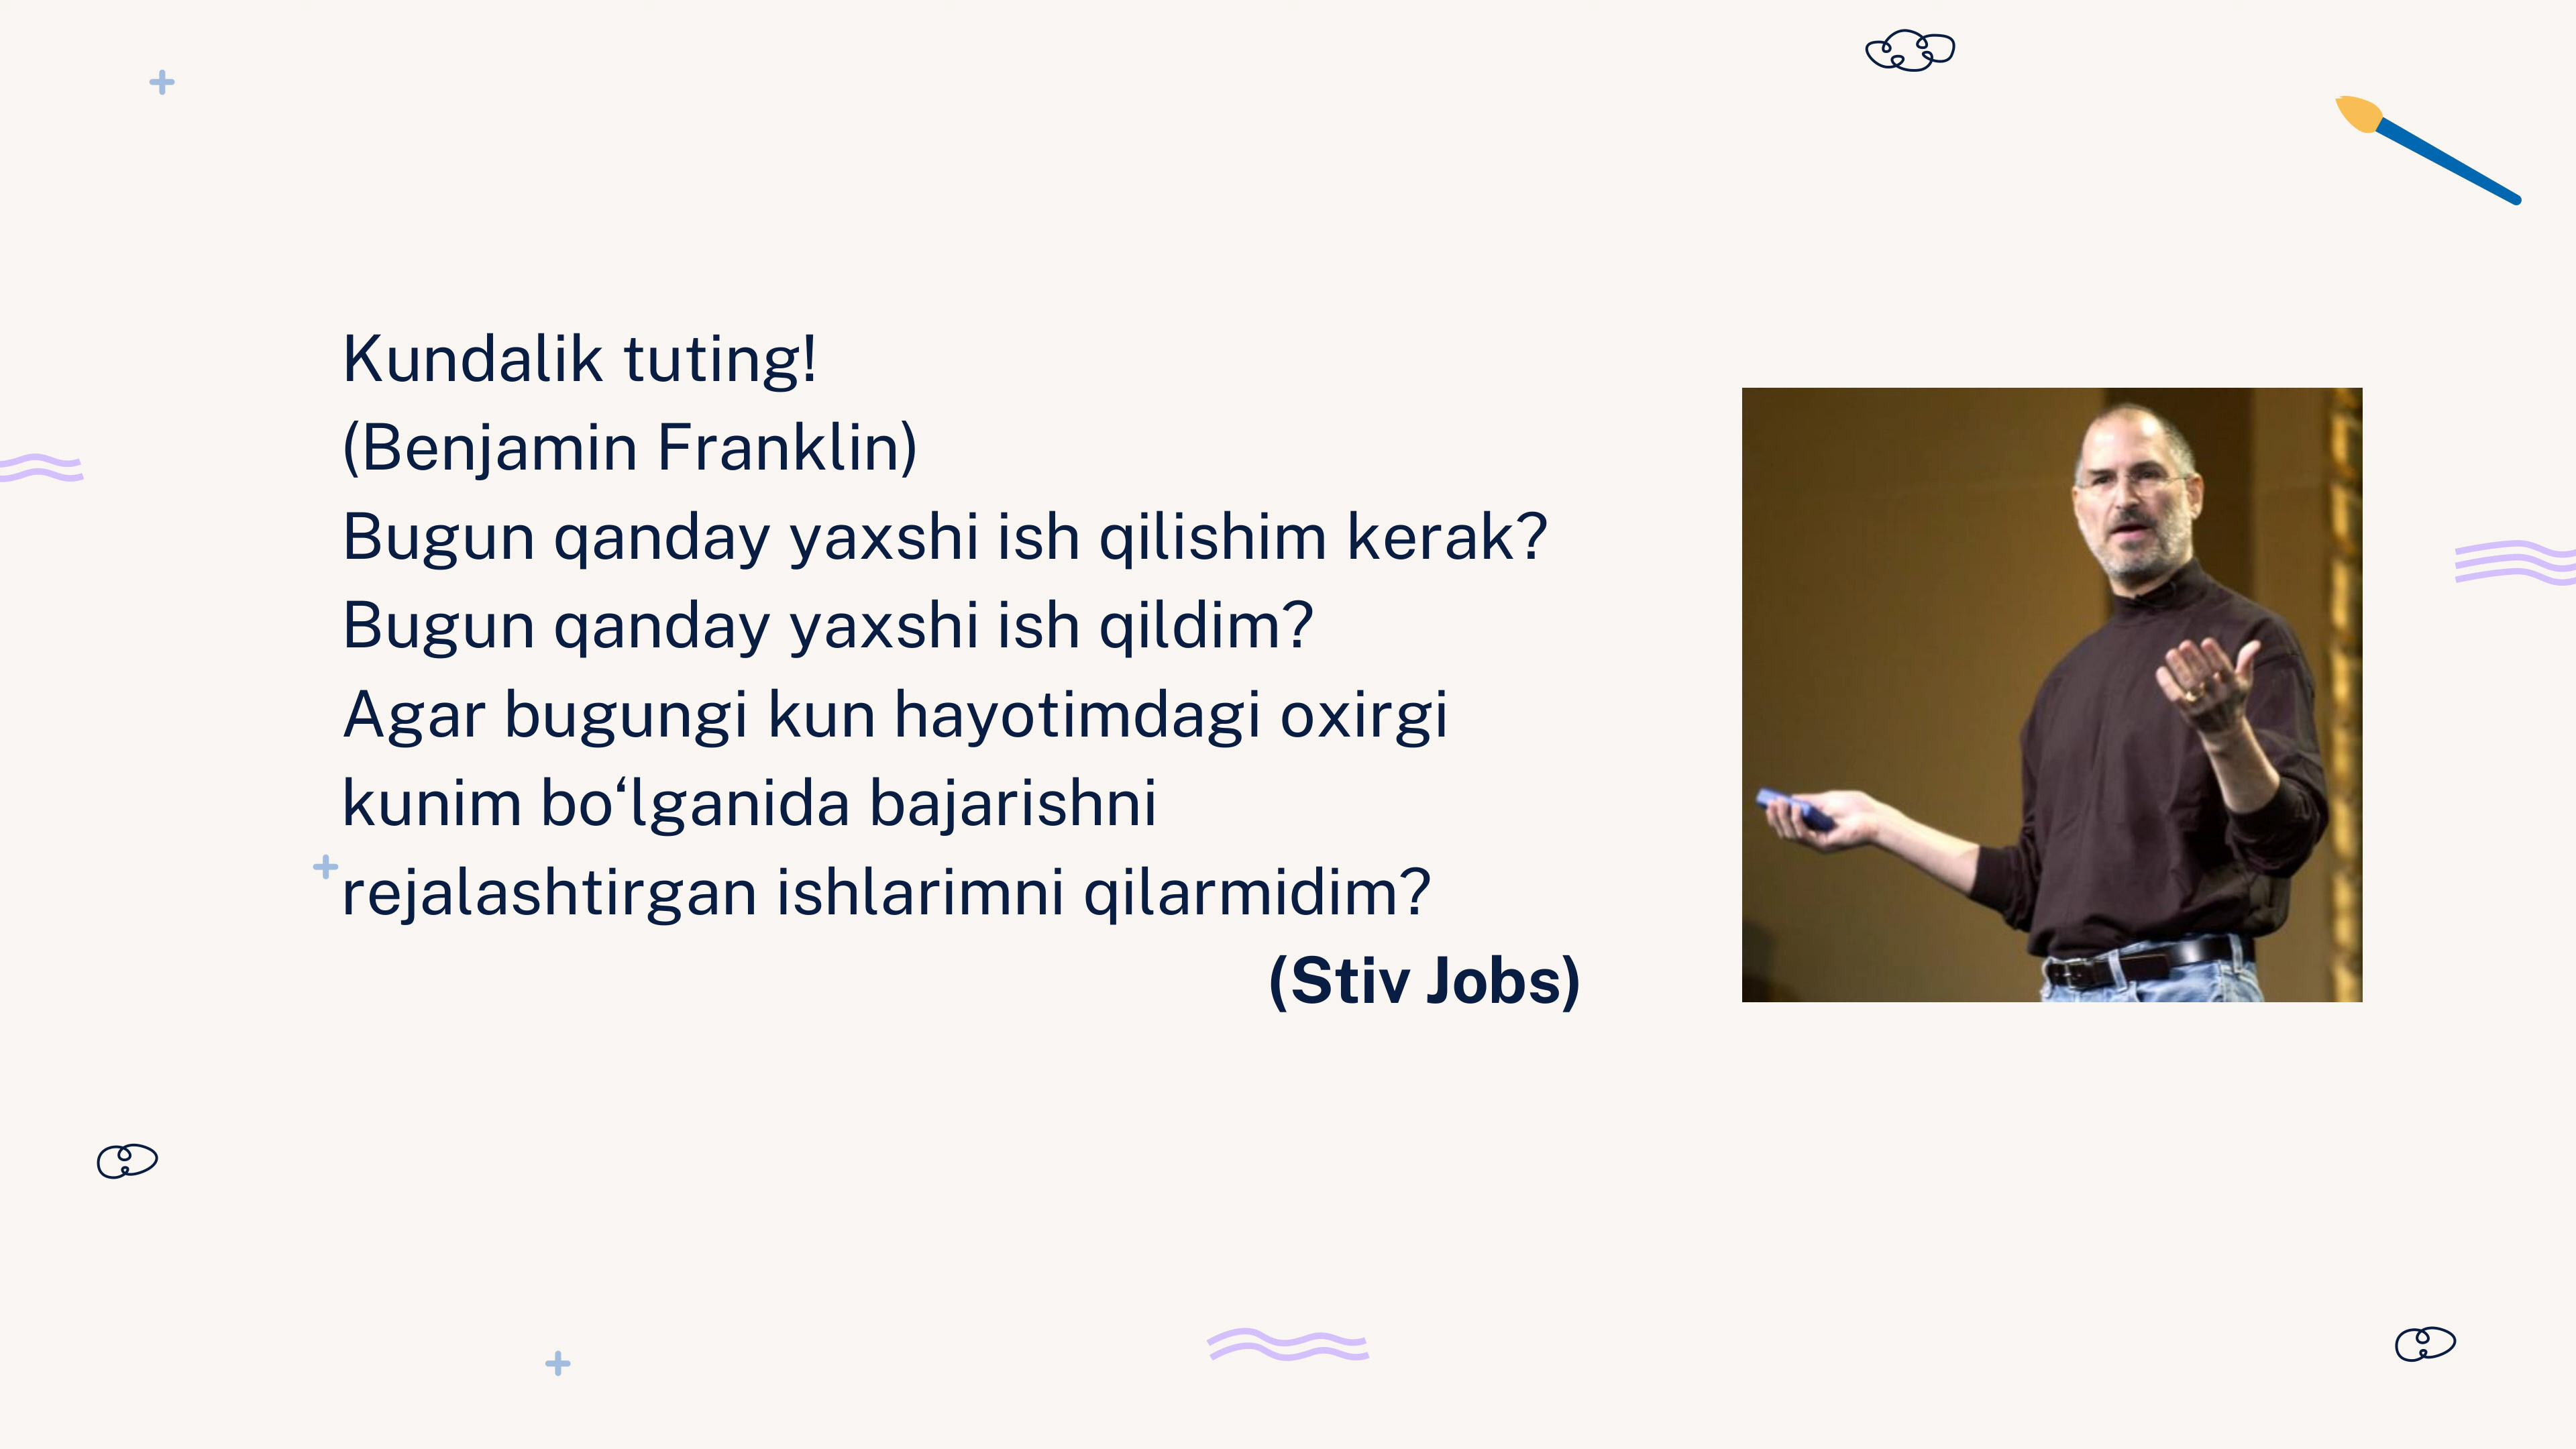 Kundalik tuting!
(Benjamin Franklin)
Bugun qanday yaxshi ish qilishim kerak?
Bugun qanday yaxshi ish qildim?
Agar bugungi kun hayotimdagi oxirgi
kunim bo‘lganida bajarishni
rejalashtirgan ishlarimni qilarmidim?
(Stiv Jobs)